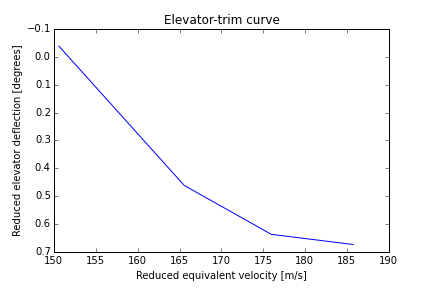 Elevator-trim curve
Reduced elevator deflection [degrees]
−0.1
0.0
0.1
0.2
0.3
0.4
0.5
0.6
0.7
150 155 160 165 170 175 180 185 190
Reduced equivalent velocity [m/s]